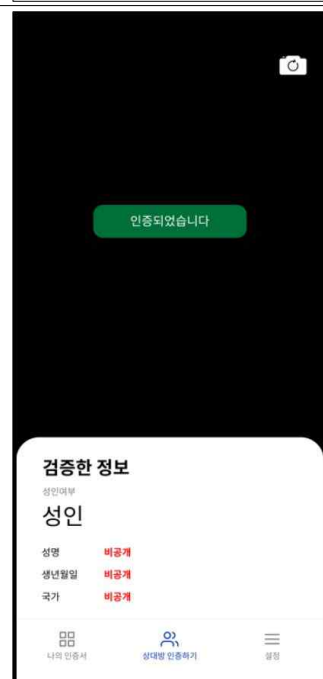 인증되었습니다
검증한 정보
성인여부
성인
성명 비공개
생년월일 비공개
국가 비공개
나의 인증서 상대방 인증하기 설정